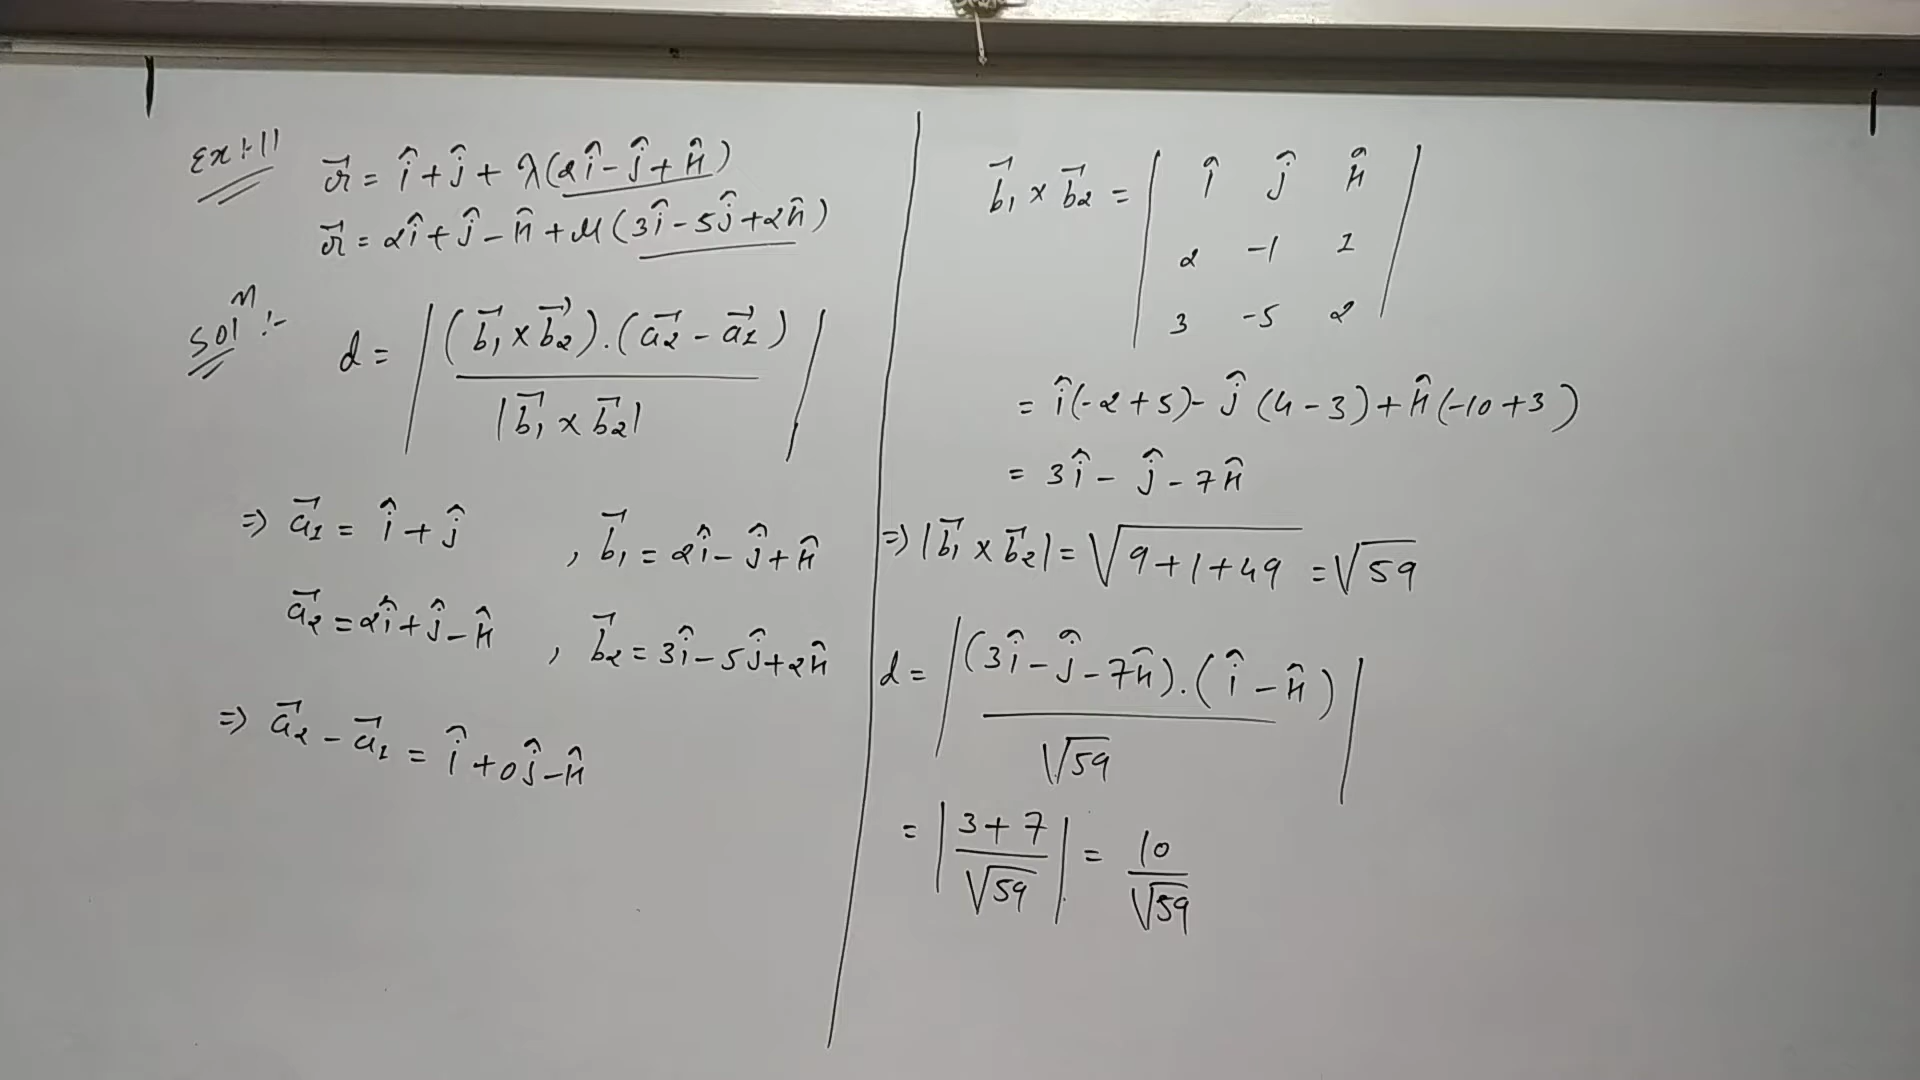 Ex:-11
r⃗ = î + ĵ + λ(2î - ĵ + k̂)
r⃗ = 2î + ĵ - k̂ + μ(3î - 5ĵ + 2k̂)
Solⁿ:-
d = |((b⃗₁ × b⃗₂).(a⃗₂ - a⃗₁)) / |b⃗₁ × b⃗₂||
⇒ a⃗₁ = î + ĵ , b⃗₁ = 2î - ĵ + k̂
a⃗₂ = 2î + ĵ - k̂ , b⃗₂ = 3î - 5ĵ + 2k̂
⇒ a⃗₂ - a⃗₁ = î + 0ĵ - k̂
b⃗₁ × b⃗₂ = | î ĵ k̂ |
| 2 -1 1 |
| 3 -5 2 |
= î(-2+5) - ĵ(4-3) + k̂(-10+3)
= 3î - ĵ - 7k̂
⇒ |b⃗₁ × b⃗₂| = √(9+1+49) = √59
d = |((3î - ĵ - 7k̂).(î - k̂)) / √59|
= |(3+7)/√59| = 10/√59